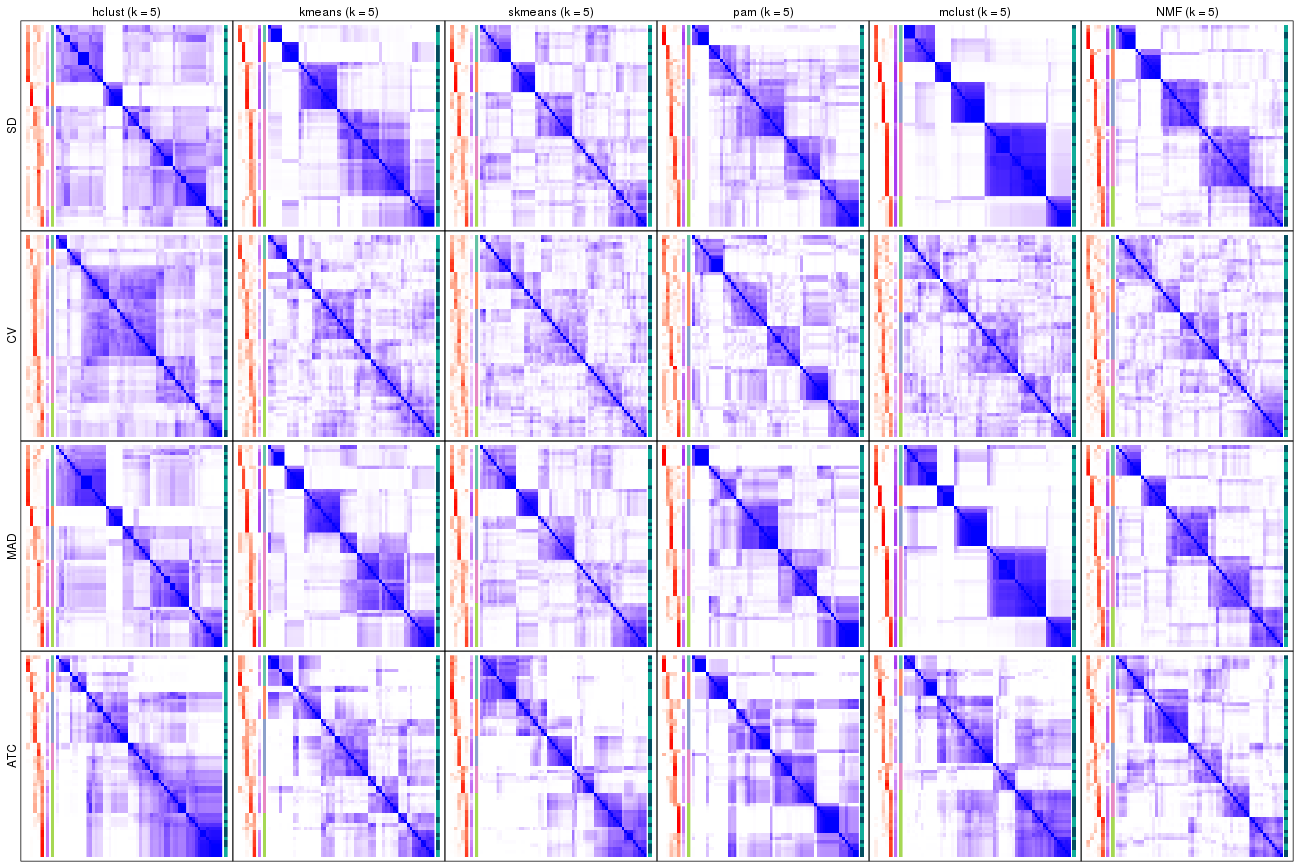 hclust (k = 5) kmeans (k = 5) skmeans (k = 5) pam (k = 5) mclust (k = 5) NMF (k = 5)
SD
CV
MAD
ATC